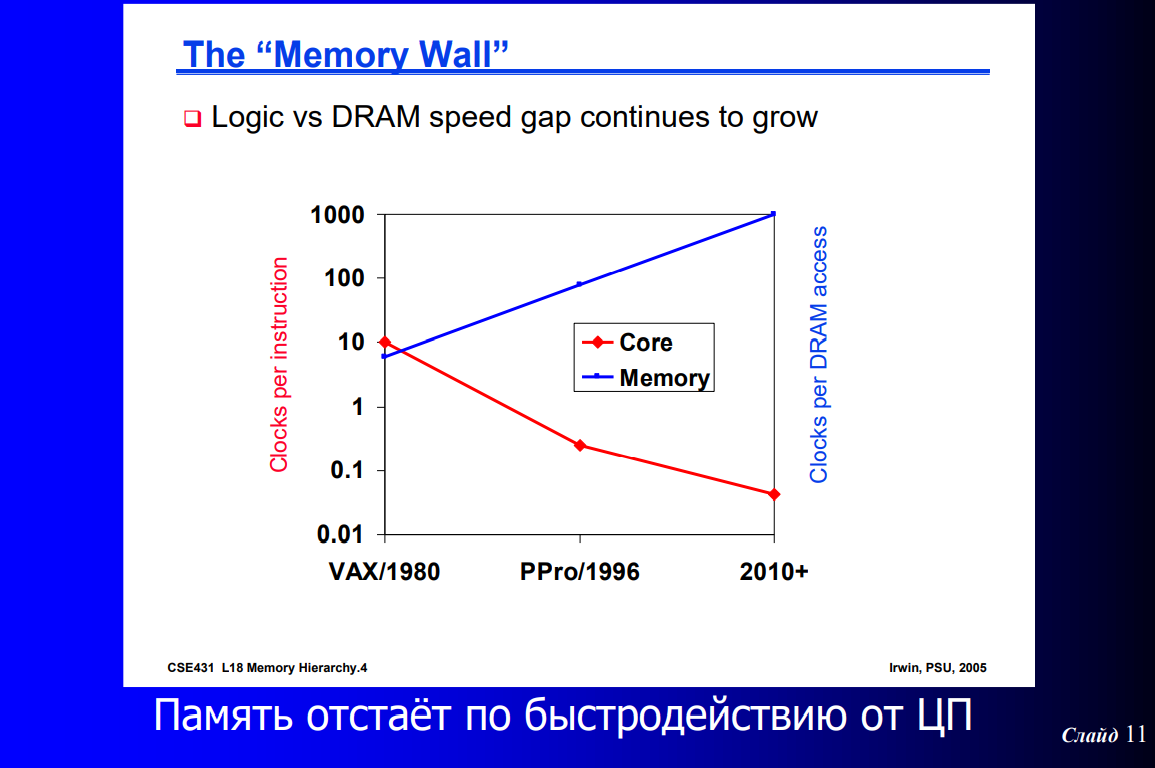 The “Memory Wall”
❑ Logic vs DRAM speed gap continues to grow
1000
100
10
1
0.1
0.01
Clocks per instruction
Core
Memory
Clocks per DRAM access
VAX/1980 PPro/1996 2010+
CSE431 L18 Memory Hierarchy.4 Irwin, PSU, 2005
Память отстаёт по быстродействию от ЦП
Слайд 11